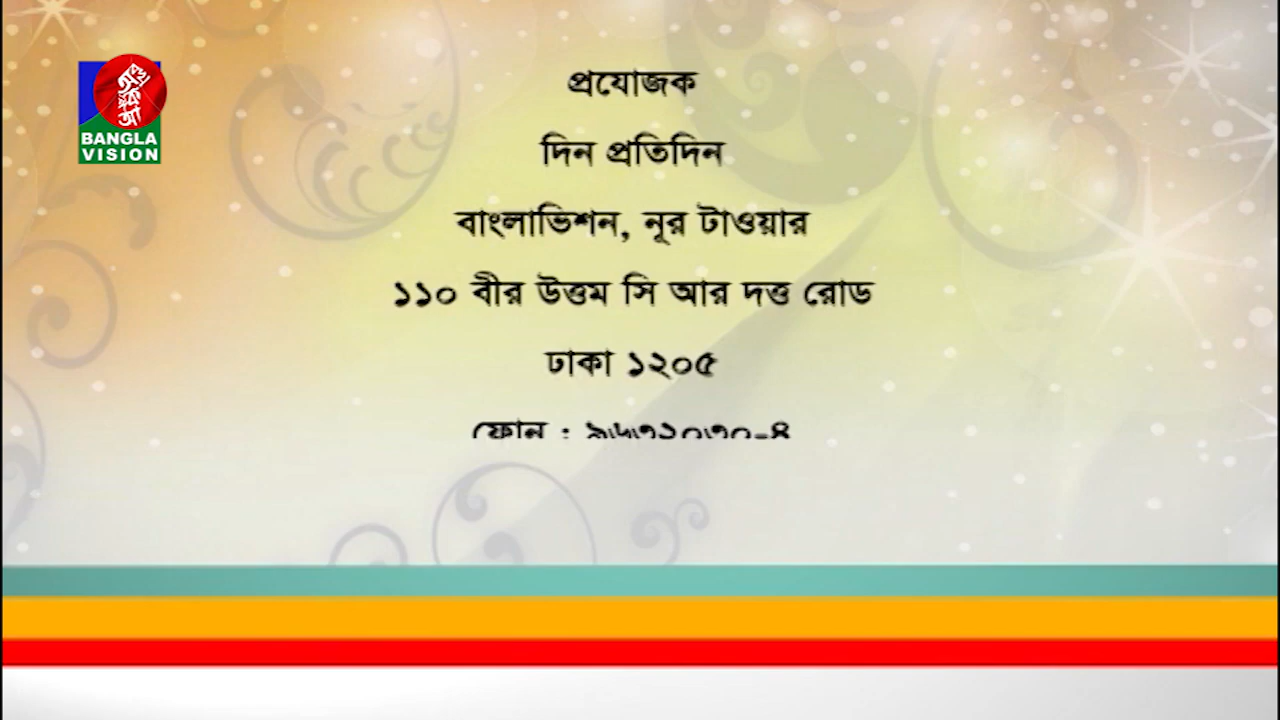 BANGLA
VISION
প্রযোজক
দিন প্রতিদিন
বাংলাভিশন, নূর টাওয়ার
১১০ বীর উত্তম সি আর দত্ত রোড
ঢাকা ১২০৫
ফোন :